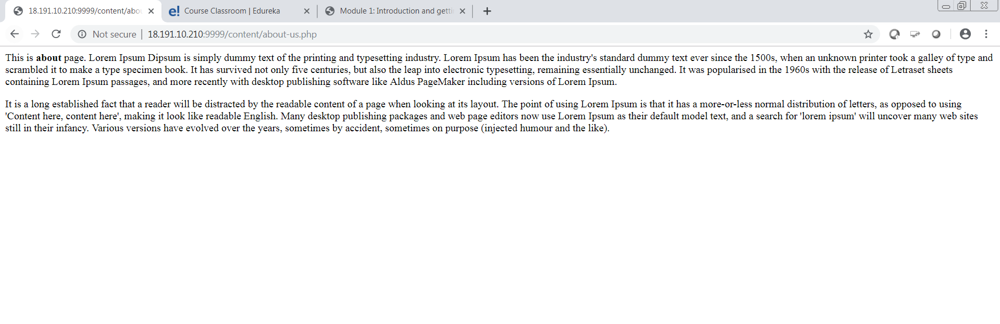 18.191.10.210:9999/content/abou
e! Course Classroom | Edureka
Module 1: Introduction and getti
Not secure | 18.191.10.210:9999/content/about-us.php
This is about page. Lorem Ipsum Dipsum is simply dummy text of the printing and typesetting industry. Lorem Ipsum has been the industry's standard dummy text ever since the 1500s, when an unknown printer took a galley of type and
scrambled it to make a type specimen book. It has survived not only five centuries, but also the leap into electronic typesetting, remaining essentially unchanged. It was popularised in the 1960s with the release of Letraset sheets
containing Lorem Ipsum passages, and more recently with desktop publishing software like Aldus PageMaker including versions of Lorem Ipsum.
It is a long established fact that a reader will be distracted by the readable content of a page when looking at its layout. The point of using Lorem Ipsum is that it has a more-or-less normal distribution of letters, as opposed to using
'Content here, content here', making it look like readable English. Many desktop publishing packages and web page editors now use Lorem Ipsum as their default model text, and a search for 'lorem ipsum' will uncover many web sites
still in their infancy. Various versions have evolved over the years, sometimes by accident, sometimes on purpose (injected humour and the like).